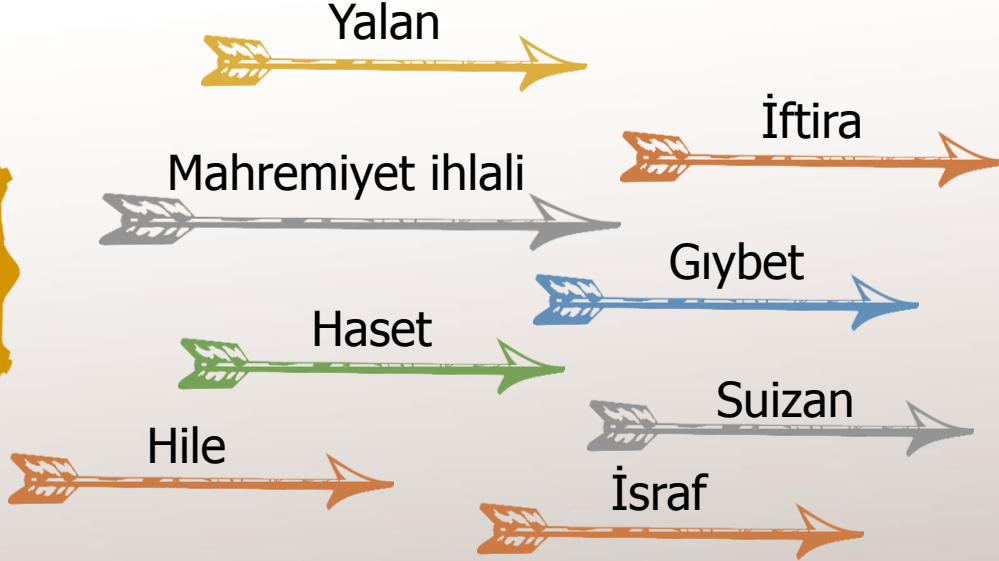 Yalan
İftira
Mahremiyet ihlali
Gıybet
Haset
Suizan
Hile
İsraf